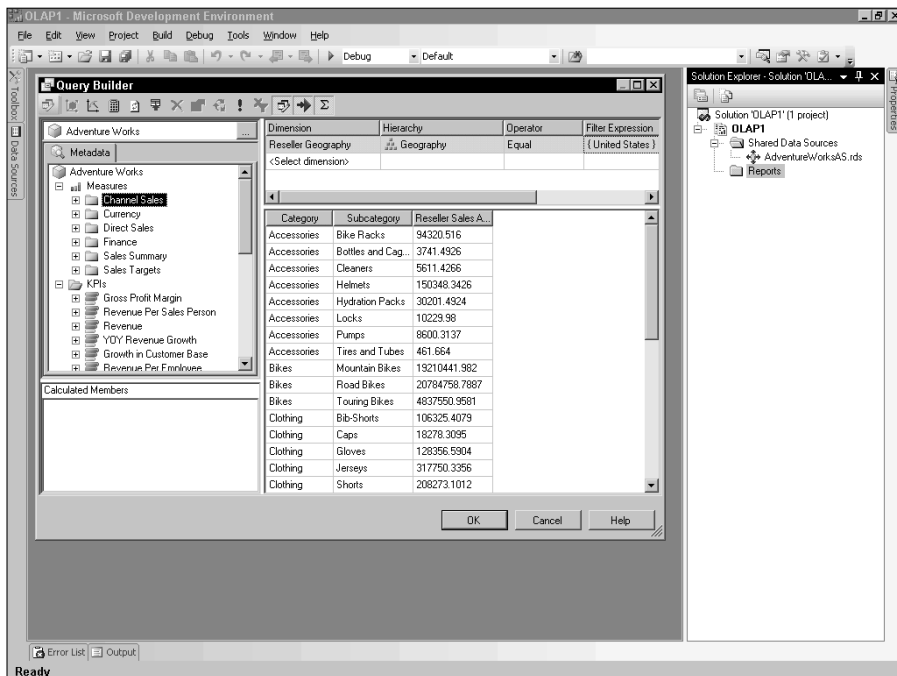 OLAP1 - Microsoft Development Environment
File Edit View Project Build Debug Tools Window Help
Debug Default
Toolbox
Data Sources
Query Builder
Adventure Works ...
Metadata
Adventure Works
Measures
Channel Sales
Currency
Direct Sales
Finance
Sales Summary
Sales Targets
KPIs
Gross Profit Margin
Revenue Per Sales Person
Revenue
YOY Revenue Growth
Growth in Customer Base
Revenue Per Employee
Calculated Members
Dimension Hierarchy Operator Filter Expression
Reseller Geography Geography Equal { United States }
<Select dimension>
Category Subcategory Reseller Sales A...
Accessories Bike Racks 94320.516
Accessories Bottles and Cag... 3741.4926
Accessories Cleaners 5611.4266
Accessories Helmets 150348.3426
Accessories Hydration Packs 30201.4924
Accessories Locks 10229.98
Accessories Pumps 8600.3137
Accessories Tires and Tubes 461.664
Bikes Mountain Bikes 19210441.982
Bikes Road Bikes 20784758.7887
Bikes Touring Bikes 4837550.9581
Clothing Bib-Shorts 106325.4079
Clothing Caps 18278.3095
Clothing Gloves 128356.5904
Clothing Jerseys 317750.3356
Clothing Shorts 208273.1012
OK Cancel Help
Solution Explorer - Solution 'OLA...
Solution 'OLAP1' (1 project)
OLAP1
Shared Data Sources
AdventureWorksAS.rds
Reports
Properties
Error List Output
Ready